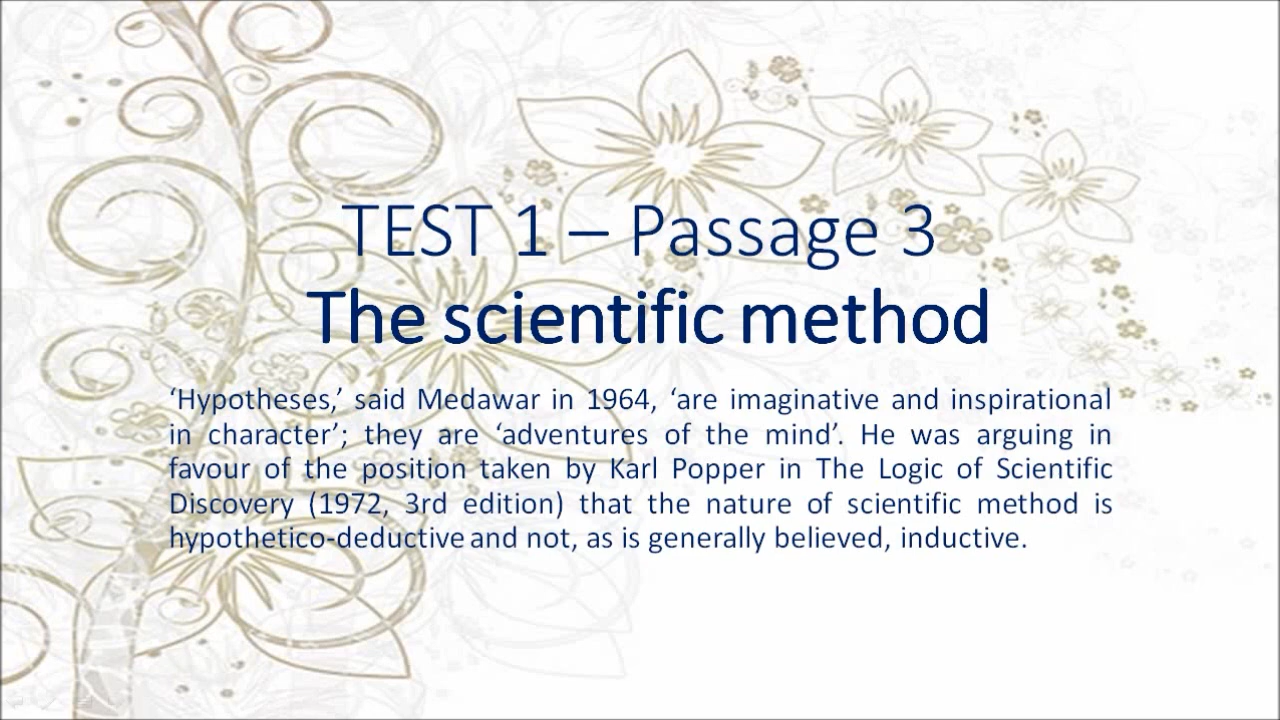 TEST 1 – Passage 3
The scientific method
‘Hypotheses,’ said Medawar in 1964, ‘are imaginative and inspirational
in character’; they are ‘adventures of the mind’. He was arguing in
favour of the position taken by Karl Popper in The Logic of Scientific
Discovery (1972, 3rd edition) that the nature of scientific method is
hypothetico-deductive and not, as is generally believed, inductive.